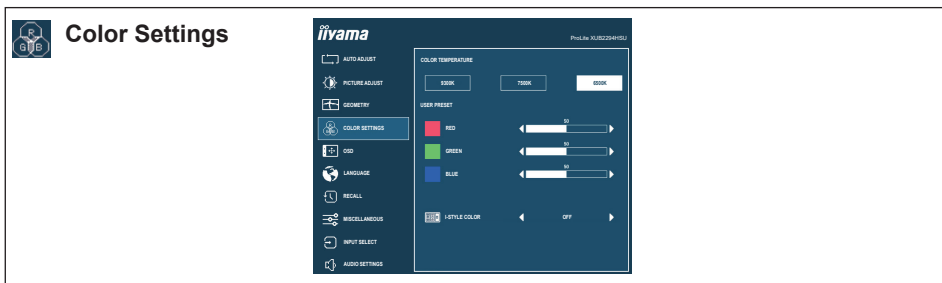 Color Settings
R
G B
iiyama
ProLite XUB2294HSU
AUTO ADJUST
PICTURE ADJUST
GEOMETRY
COLOR SETTINGS
OSD
LANGUAGE
RECALL
MISCELLANEOUS
INPUT SELECT
AUDIO SETTINGS
COLOR TEMPERATURE
9300K 7500K 6500K
USER PRESET
RED 50
GREEN 50
BLUE 50
i-STYLE COLOR OFF